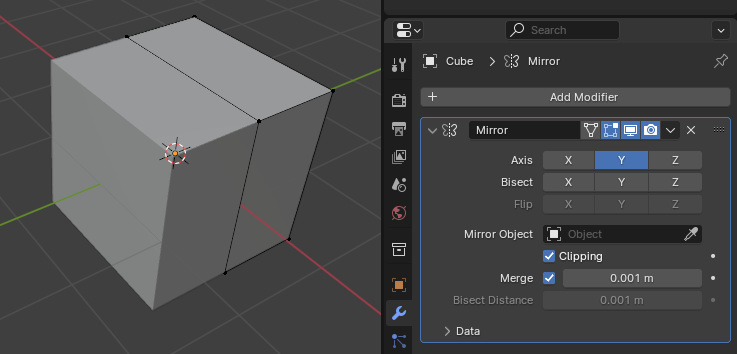 Search
Cube > Mirror
+ Add Modifier
Mirror
Axis X Y Z
Bisect X Y Z
Flip X Y Z
Mirror Object Object
Clipping
Merge 0.001 m
Bisect Distance 0.001 m
> Data